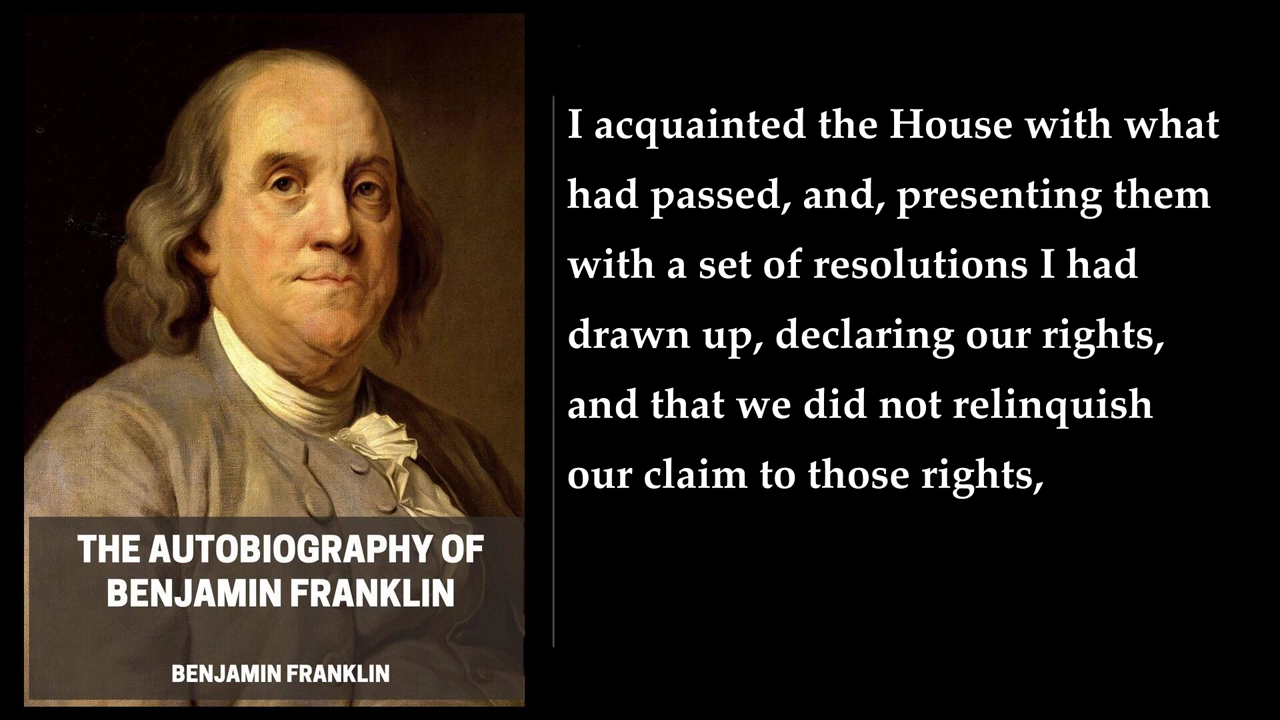 THE AUTOBIOGRAPHY OF
BENJAMIN FRANKLIN
BENJAMIN FRANKLIN
I acquainted the House with what
had passed, and, presenting them
with a set of resolutions I had
drawn up, declaring our rights,
and that we did not relinquish
our claim to those rights,